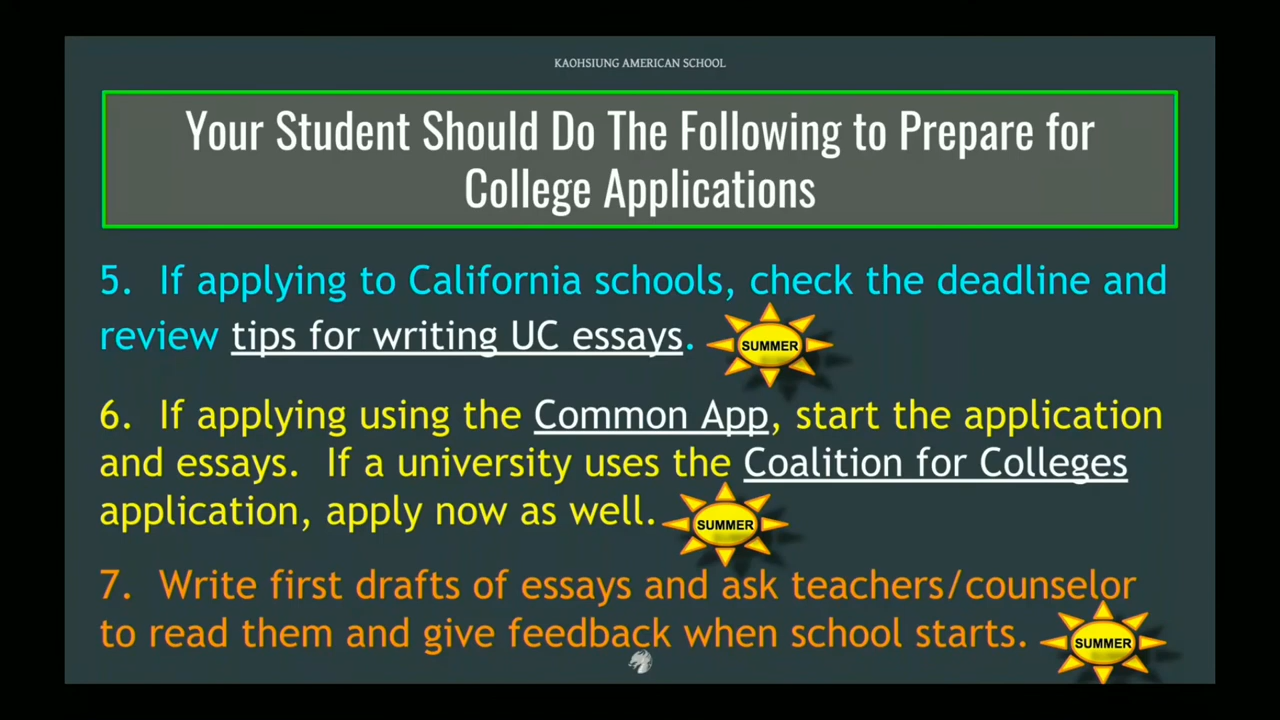 KAOHSIUNG AMERICAN SCHOOL
Your Student Should Do The Following to Prepare for
College Applications
5. If applying to California schools, check the deadline and
review tips for writing UC essays.
SUMMER
6. If applying using the Common App, start the application
and essays. If a university uses the Coalition for Colleges
application, apply now as well.
SUMMER
7. Write first drafts of essays and ask teachers/counselor
to read them and give feedback when school starts.
SUMMER